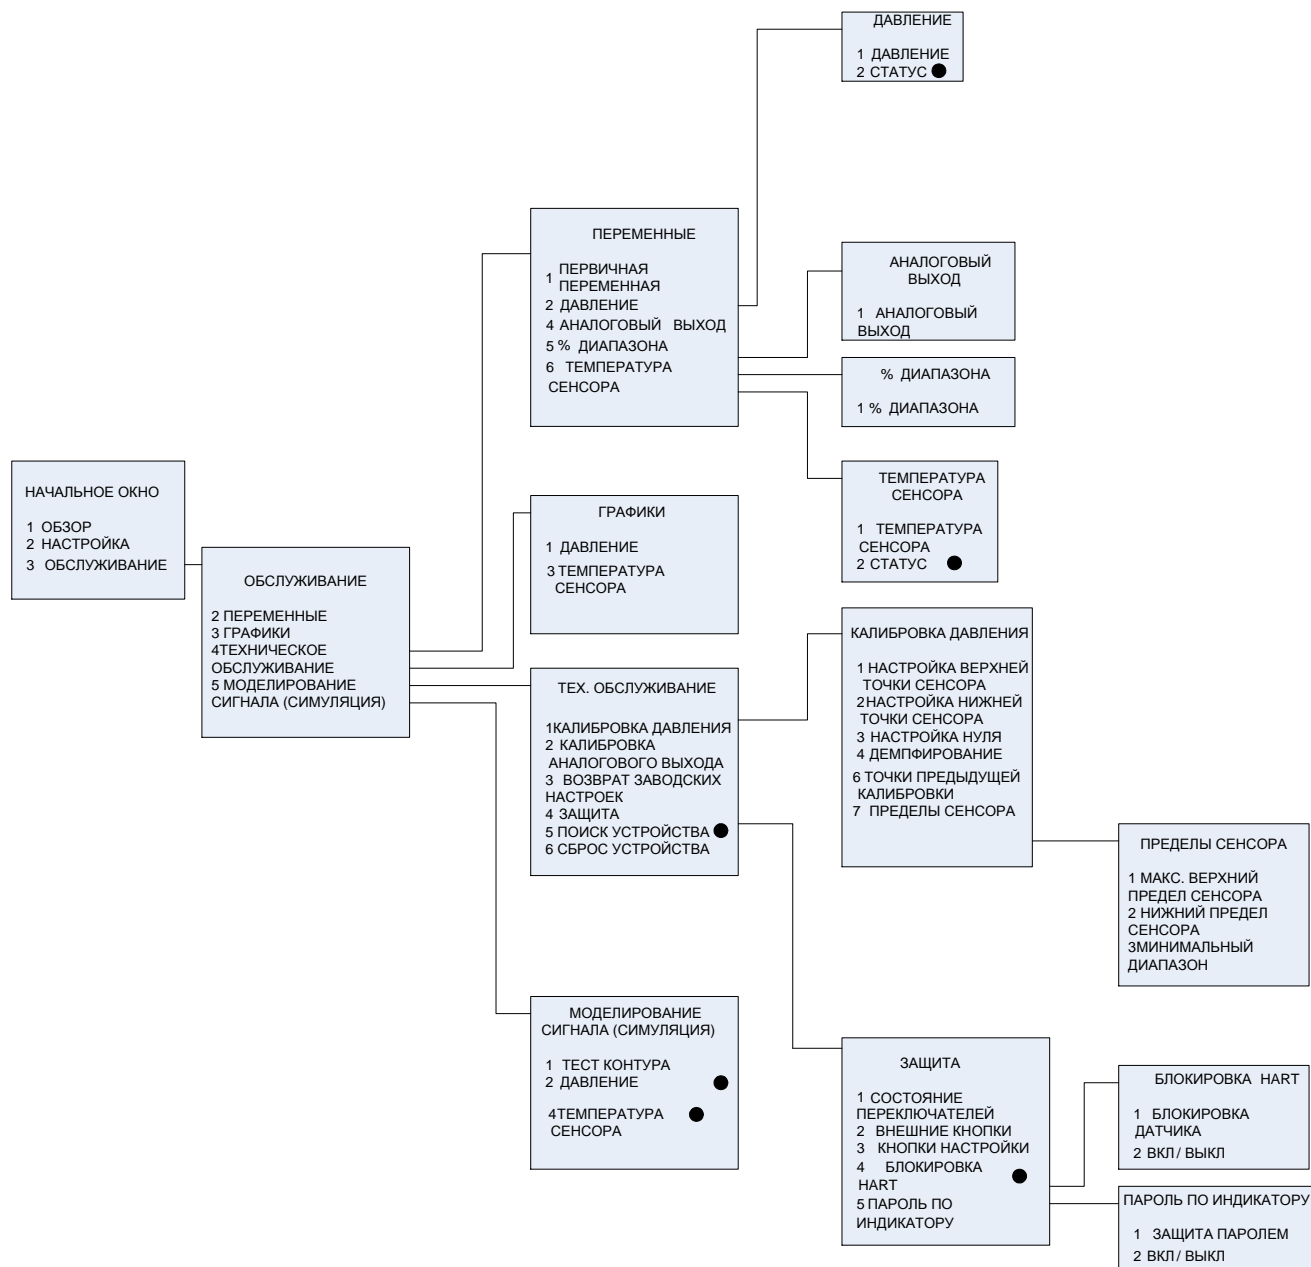 НАЧАЛЬНОЕ ОКНО
1 ОБЗОР
2 НАСТРОЙКА
3 ОБСЛУЖИВАНИЕ
ОБСЛУЖИВАНИЕ
2 ПЕРЕМЕННЫЕ
3 ГРАФИКИ
4ТЕХНИЧЕСКОЕ
ОБСЛУЖИВАНИЕ
5 МОДЕЛИРОВАНИЕ
СИГНАЛА (СИМУЛЯЦИЯ)
ПЕРЕМЕННЫЕ
1 ПЕРВИЧНАЯ
ПЕРЕМЕННАЯ
2 ДАВЛЕНИЕ
4 АНАЛОГОВЫЙ ВЫХОД
5 % ДИАПАЗОНА
6 ТЕМПЕРАТУРА
СЕНСОРА
ГРАФИКИ
1 ДАВЛЕНИЕ
3 ТЕМПЕРАТУРА
СЕНСОРА
ТЕХ. ОБСЛУЖИВАНИЕ
1КАЛИБРОВКА ДАВЛЕНИЯ
2 КАЛИБРОВКА
АНАЛОГОВОГО ВЫХОДА
3 ВОЗВРАТ ЗАВОДСКИХ
НАСТРОЕК
4 ЗАЩИТА
5 ПОИСК УСТРОЙСТВА
6 СБРОС УСТРОЙСТВА
МОДЕЛИРОВАНИЕ
СИГНАЛА (СИМУЛЯЦИЯ)
1 ТЕСТ КОНТУРА
2 ДАВЛЕНИЕ
4ТЕМПЕРАТУРА
СЕНСОРА
ДАВЛЕНИЕ
1 ДАВЛЕНИЕ
2 СТАТУС
АНАЛОГОВЫЙ
ВЫХОД
1 АНАЛОГОВЫЙ
ВЫХОД
% ДИАПАЗОНА
1 % ДИАПАЗОНА
ТЕМПЕРАТУРА
СЕНСОРА
1 ТЕМПЕРАТУРА
СЕНСОРА
2 СТАТУС
КАЛИБРОВКА ДАВЛЕНИЯ
1 НАСТРОЙКА ВЕРХНЕЙ
ТОЧКИ СЕНСОРА
2НАСТРОЙКА НИЖНЕЙ
ТОЧКИ СЕНСОРА
3 НАСТРОЙКА НУЛЯ
4 ДЕМПФИРОВАНИЕ
6 ТОЧКИ ПРЕДЫДУЩЕЙ
КАЛИБРОВКИ
7 ПРЕДЕЛЫ СЕНСОРА
ПРЕДЕЛЫ СЕНСОРА
1 МАКС. ВЕРХНИЙ
ПРЕДЕЛ СЕНСОРА
2 НИЖНИЙ ПРЕДЕЛ
СЕНСОРА
3МИНИМАЛЬНЫЙ
ДИАПАЗОН
ЗАЩИТА
1 СОСТОЯНИЕ
ПЕРЕКЛЮЧАТЕЛЕЙ
2 ВНЕШНИЕ КНОПКИ
3 КНОПКИ НАСТРОЙКИ
4 БЛОКИРОВКА
HART
5 ПАРОЛЬ ПО
ИНДИКАТОРУ
БЛОКИРОВКА HART
1 БЛОКИРОВКА
ДАТЧИКА
2 ВКЛ/ ВЫКЛ
ПАРОЛЬ ПО ИНДИКАТОРУ
1 ЗАЩИТА ПАРОЛЕМ
2 ВКЛ/ ВЫКЛ